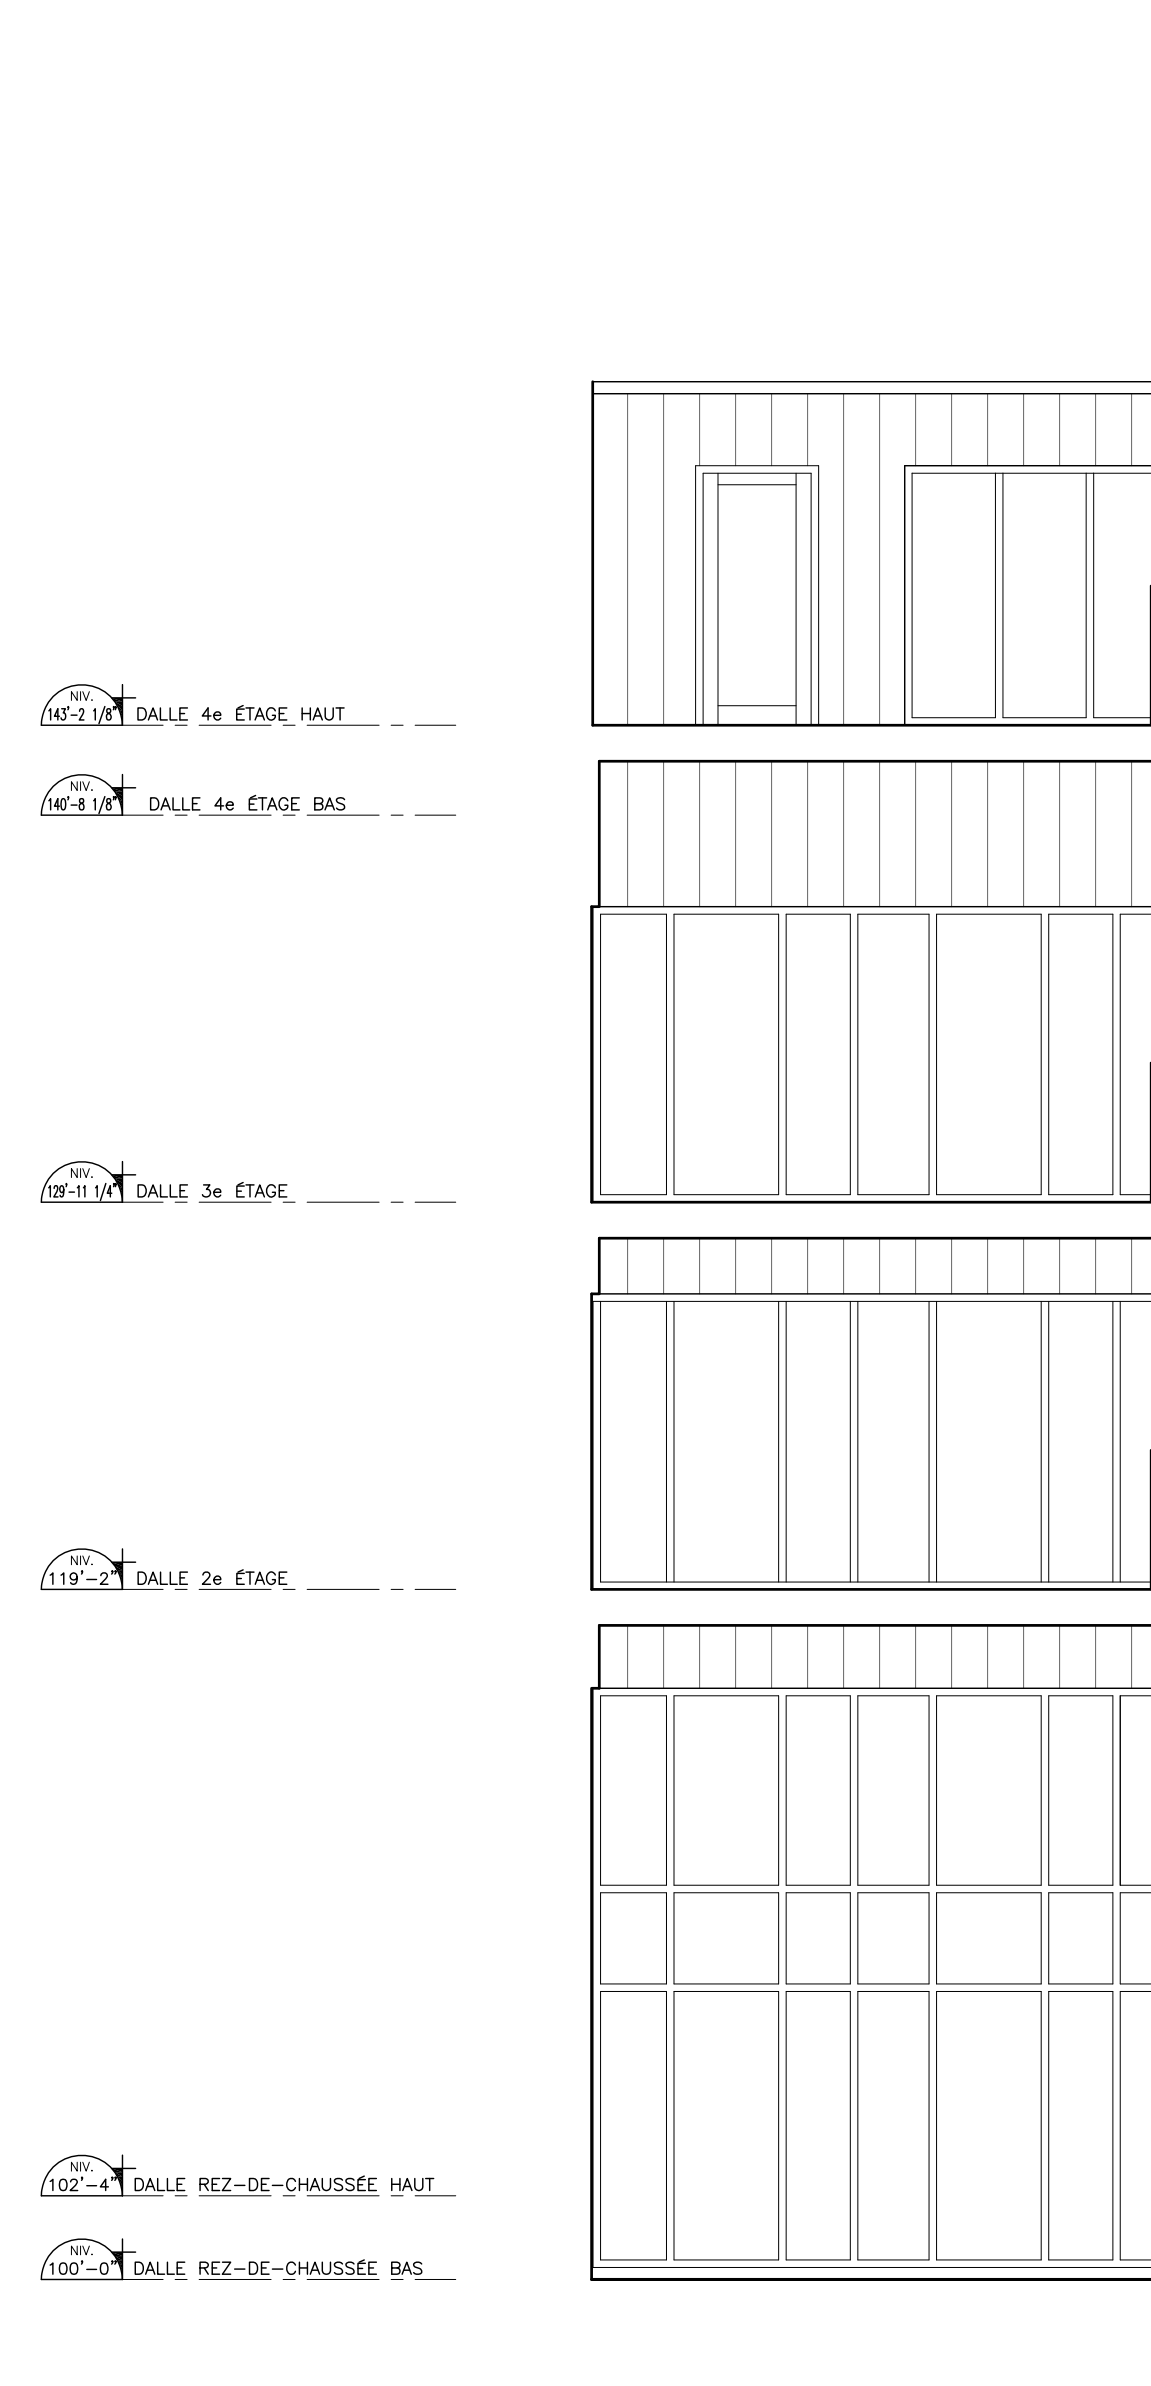 NIV.
143'-2 1/8" DALLE 4e ÉTAGE HAUT
NIV.
140'-8 1/8" DALLE 4e ÉTAGE BAS
NIV.
129'-11 1/4" DALLE 3e ÉTAGE
NIV.
119'-2" DALLE 2e ÉTAGE
NIV.
102'-4" DALLE REZ-DE-CHAUSSÉE HAUT
NIV.
100'-0" DALLE REZ-DE-CHAUSSÉE BAS